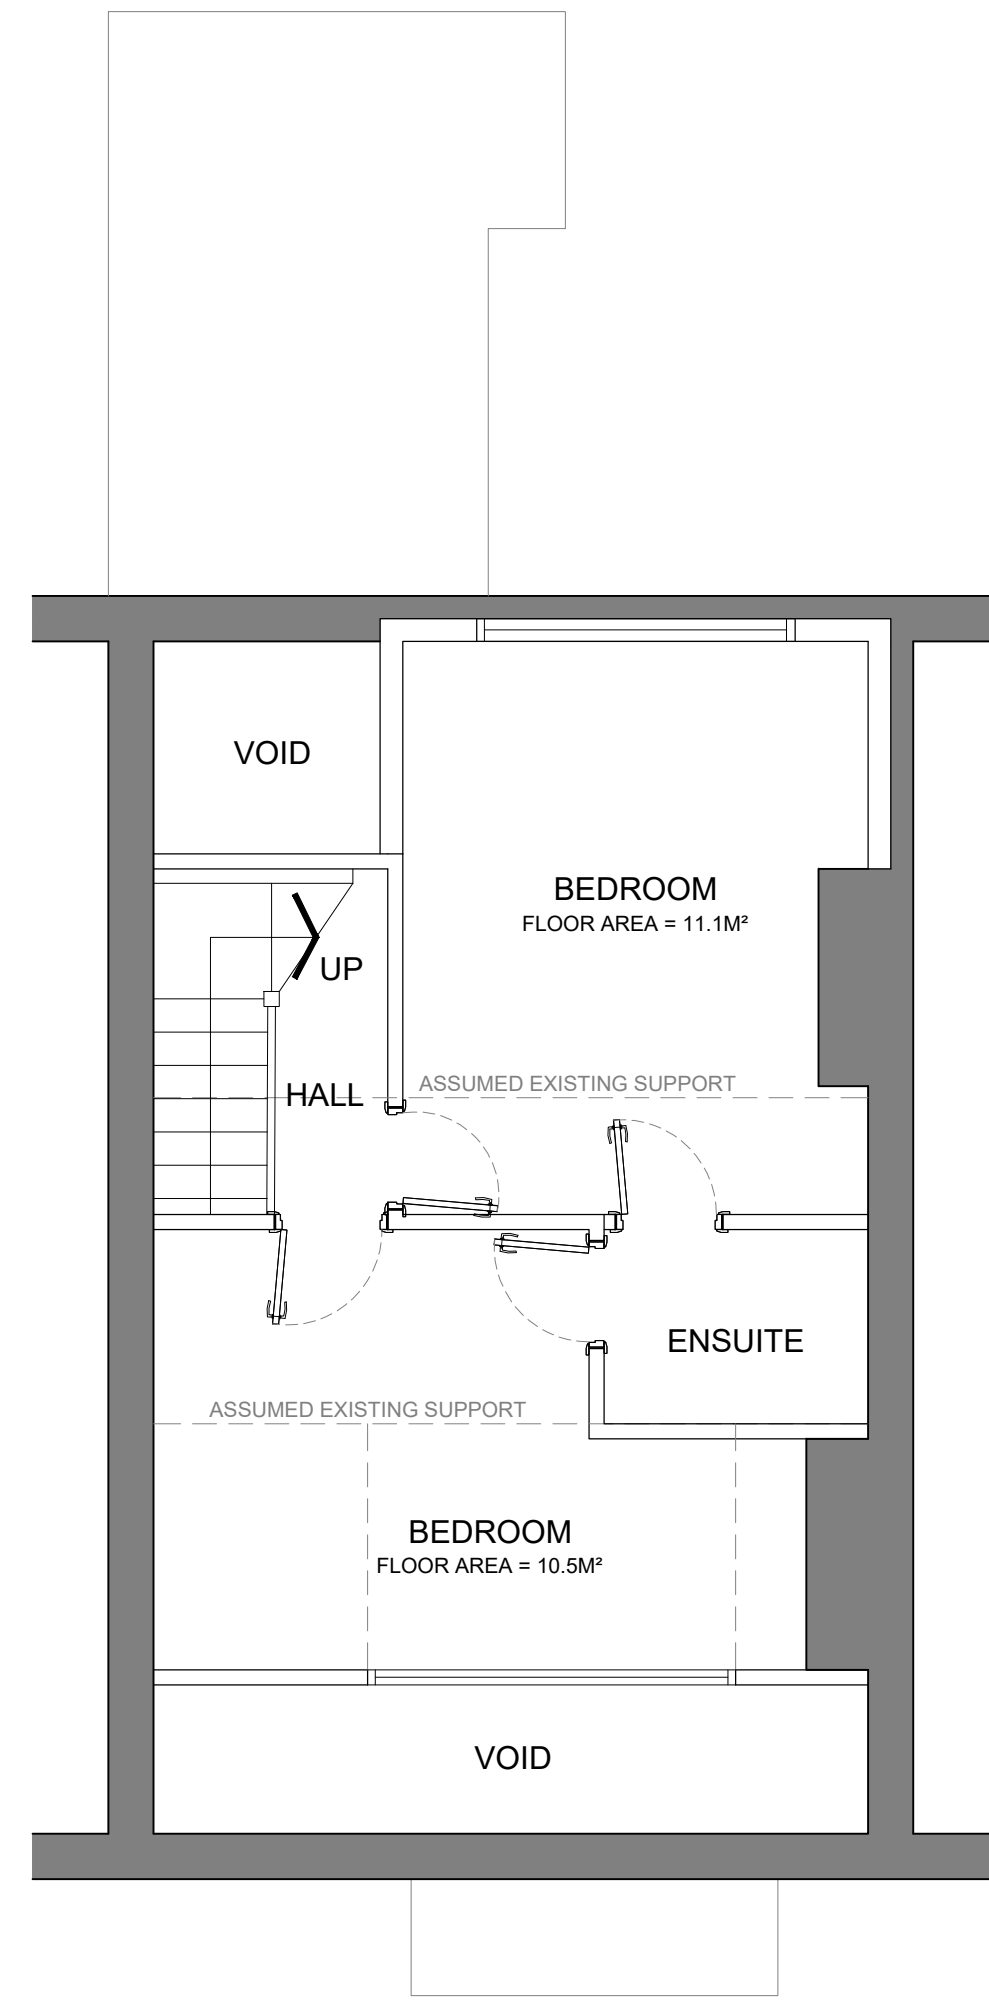 VOID
BEDROOM
FLOOR AREA = 11.1M²
UP
ASSUMED EXISTING SUPPORT
HALL
ENSUITE
ASSUMED EXISTING SUPPORT
BEDROOM
FLOOR AREA = 10.5M²
VOID